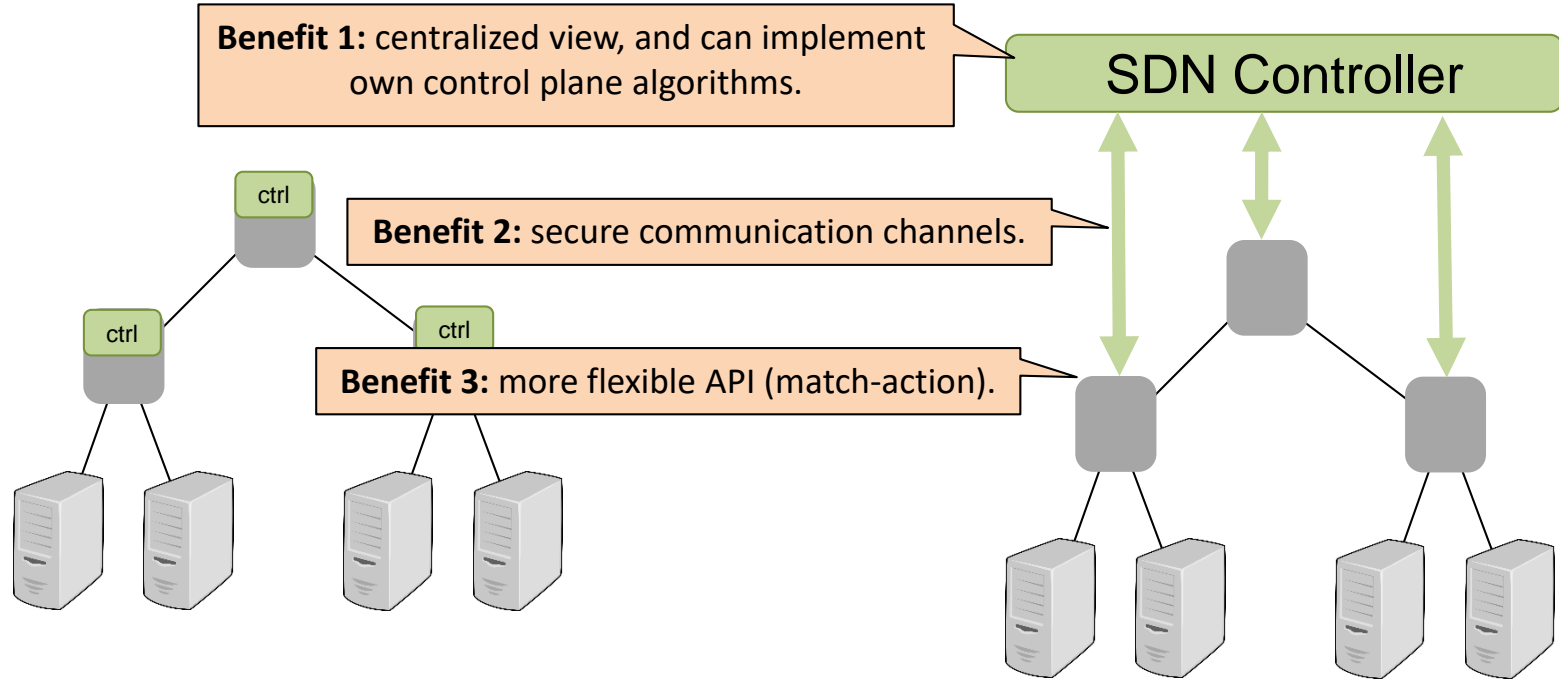 Benefit 1: centralized view, and can implement
own control plane algorithms.
SDN Controller
ctrl
Benefit 2: secure communication channels.
ctrl
ctrl
Benefit 3: more flexible API (match-action).